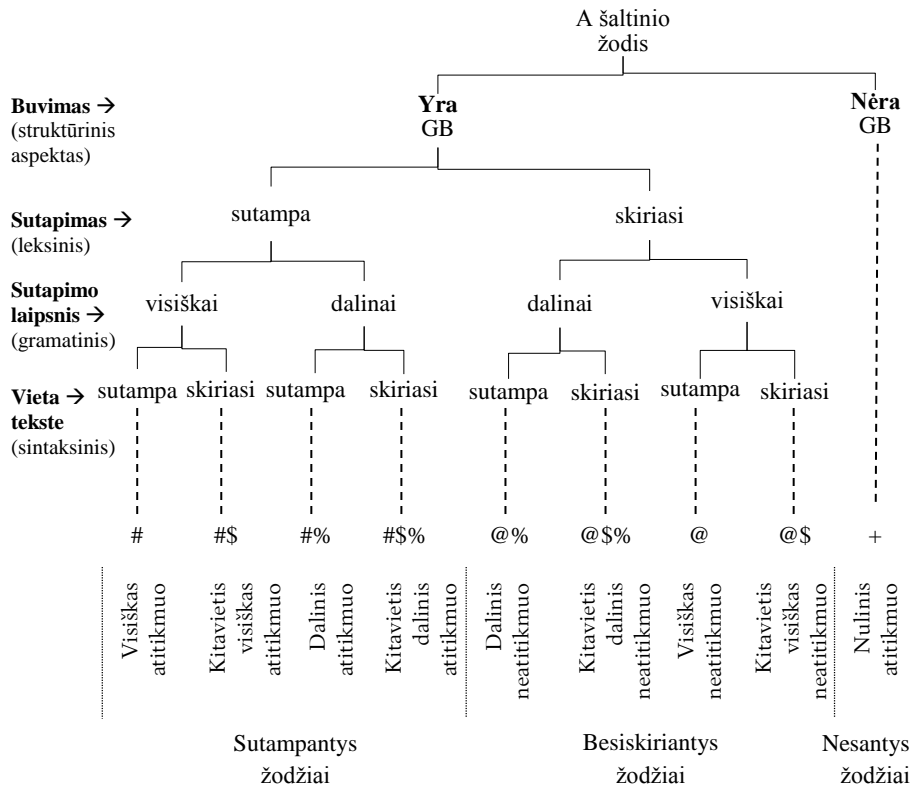 A šaltinio
žodis
Buvimas →
(struktūrinis
aspektas)
Yra
GB
Nėra
GB
Sutapimas →
(leksinis)
sutampa
skiriasi
Sutapimo
laipsnis →
(gramatinis)
visiškai
dalinai
dalinai
visiškai
Vieta →
tekste
(sintaksinis)
sutampa
skiriasi
sutampa
skiriasi
sutampa
skiriasi
sutampa
skiriasi
#
#$
#%
#$%
@%
@$%
@
@$
+
Visiškas
atitikmuo
Kitavietis
visiškas
atitikmuo
Dalinis
atitikmuo
Kitavietis
dalinis
atitikmuo
Dalinis
neatitikmuo
Kitavietis
dalinis
neatitikmuo
Visiškas
neatitikmuo
Kitavietis
visiškas
neatitikmuo
Nulinis
atitikmuo
Sutampantys
žodžiai
Besiskiriantys
žodžiai
Nesantys
žodžiai